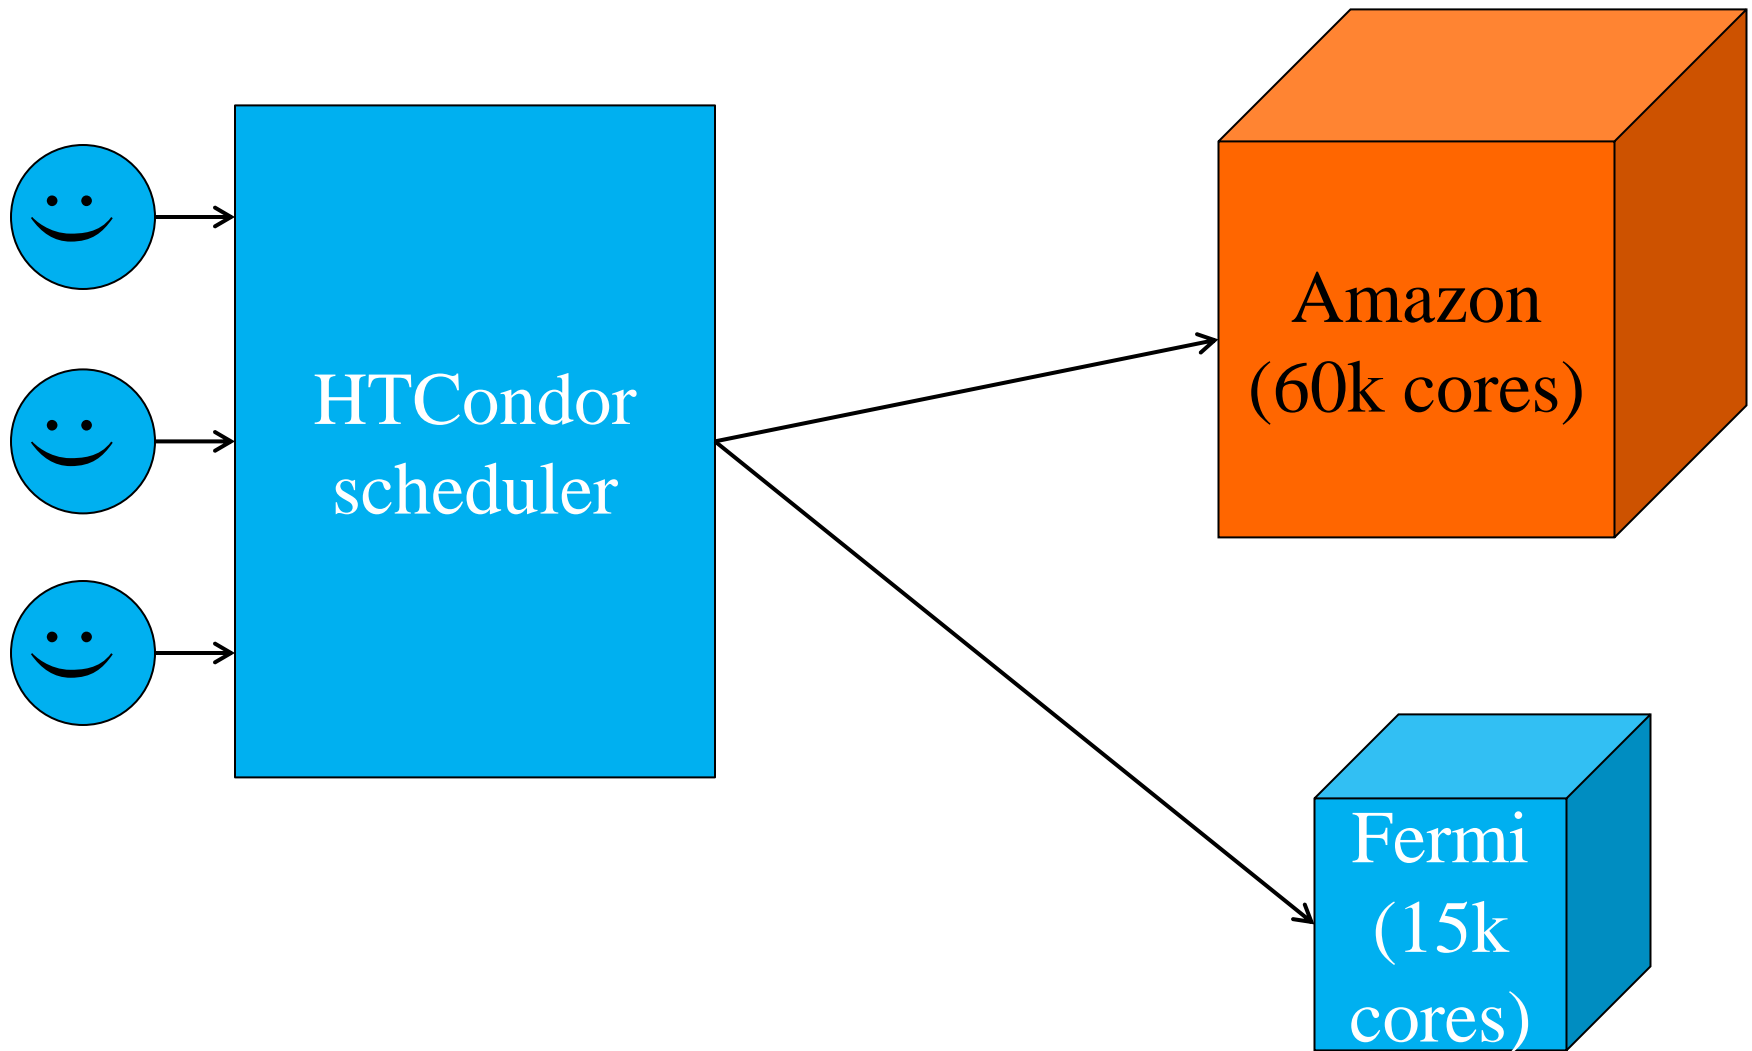 HTCondor
scheduler
Amazon
(60k cores)
Fermi
(15k
cores)